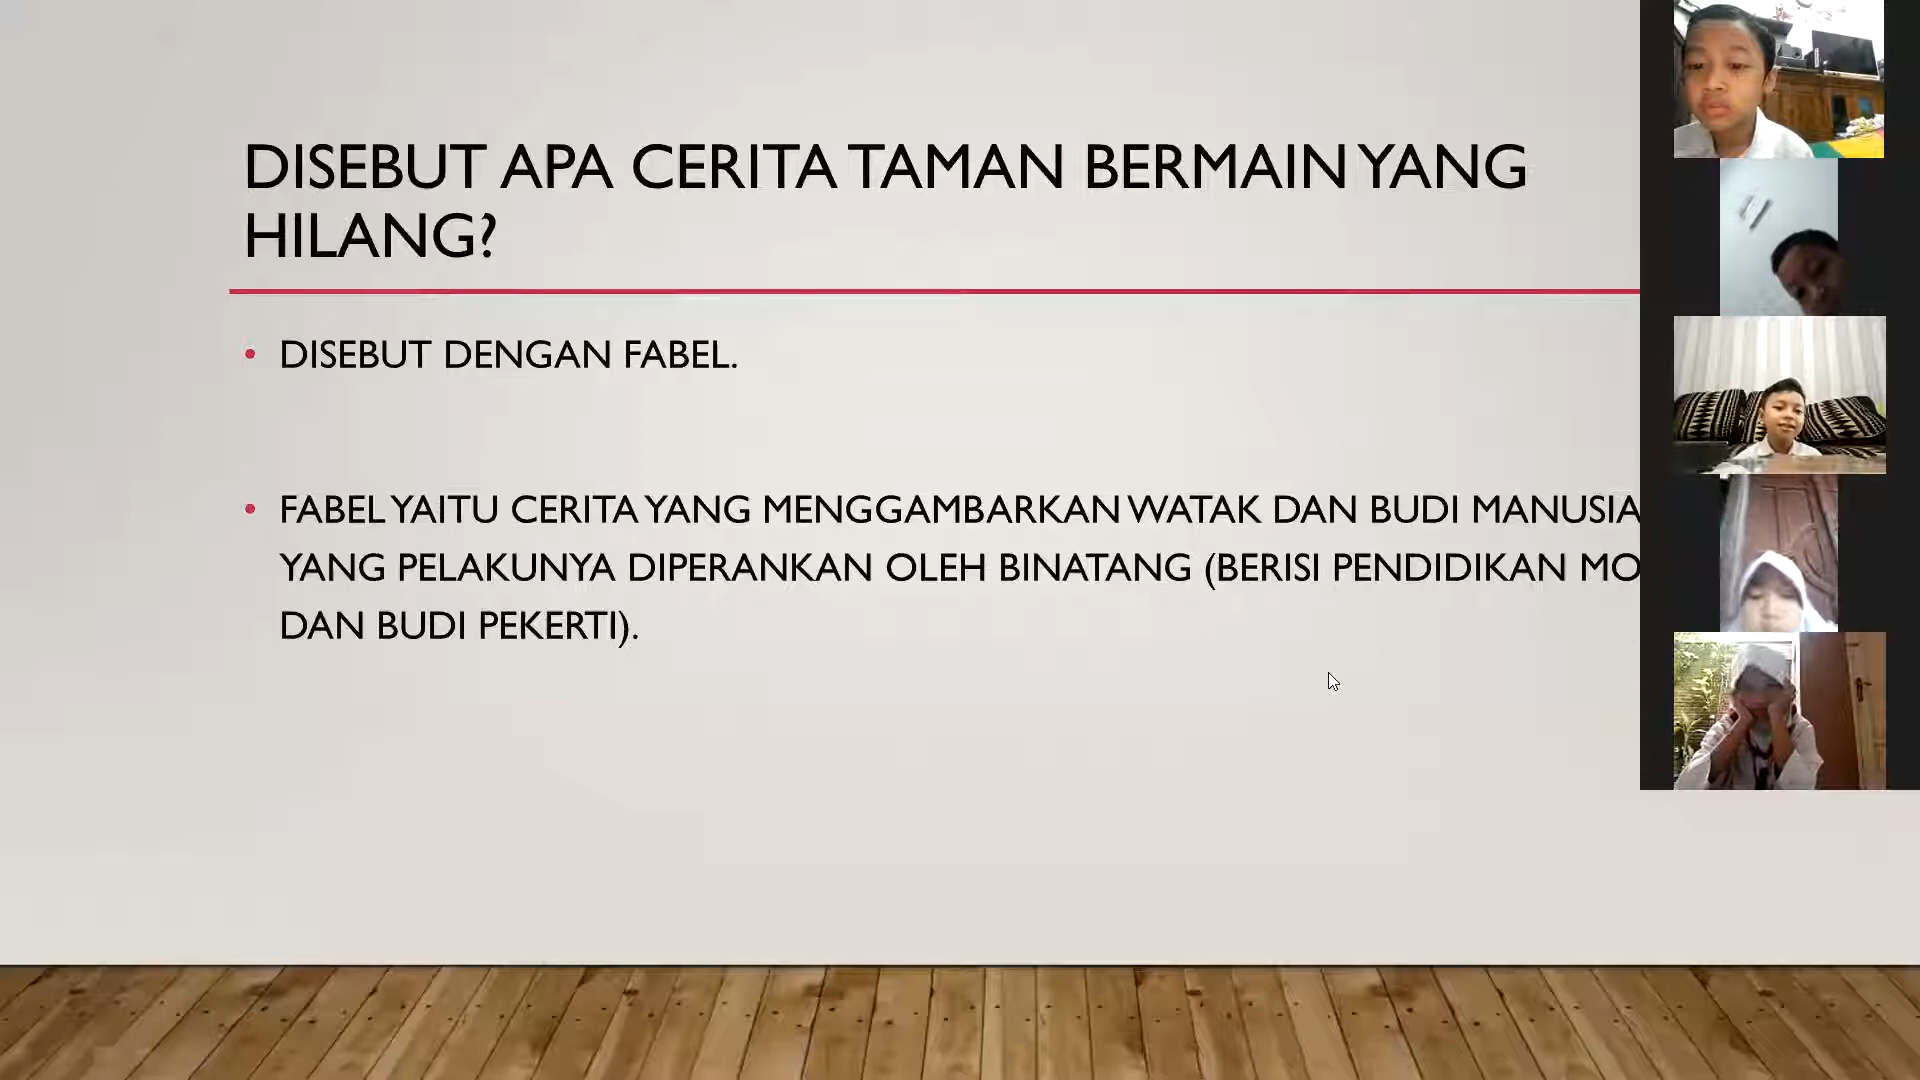 DISEBUT APA CERITA TAMAN BERMAIN YANG
HILANG?
• DISEBUT DENGAN FABEL.
• FABEL YAITU CERITA YANG MENGGAMBARKAN WATAK DAN BUDI MANUSIA
YANG PELAKUNYA DIPERANKAN OLEH BINATANG (BERISI PENDIDIKAN MO
DAN BUDI PEKERTI).